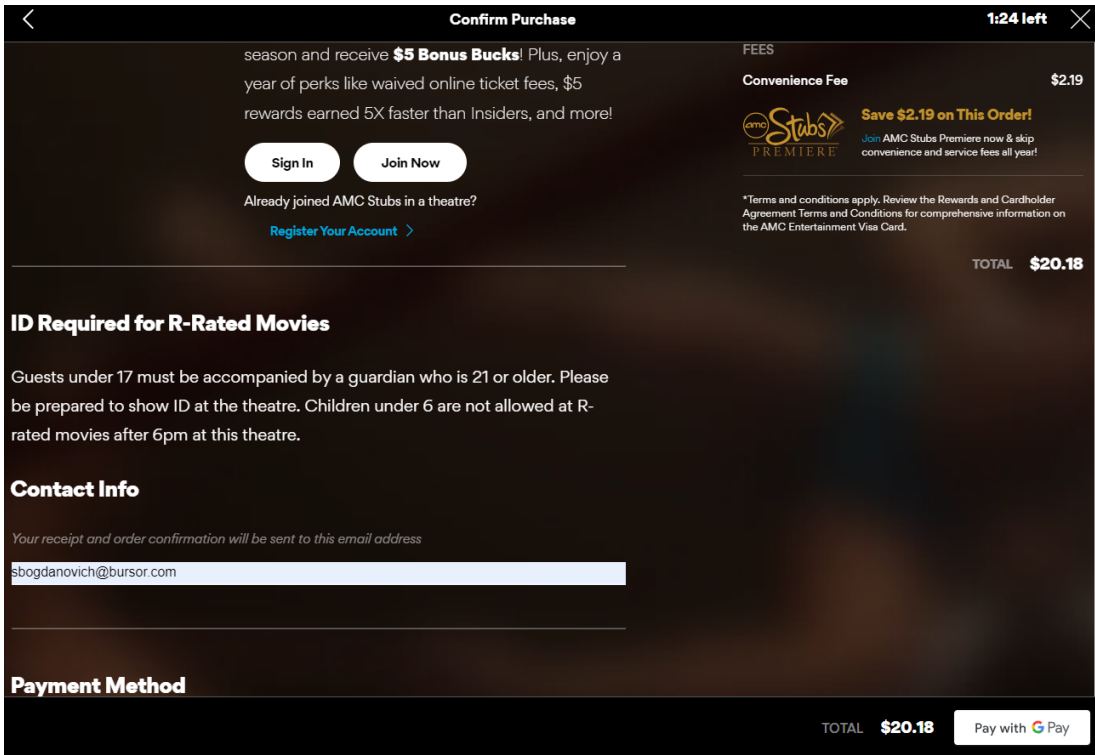 Confirm Purchase
1:24 left
season and receive $5 Bonus Bucks! Plus, enjoy a
year of perks like waived online ticket fees, $5
rewards earned 5X faster than Insiders, and more!
Sign In
Join Now
Already joined AMC Stubs in a theatre?
Register Your Account
ID Required for R-Rated Movies
Guests under 17 must be accompanied by a guardian who is 21 or older. Please
be prepared to show ID at the theatre. Children under 6 are not allowed at R-
rated movies after 6pm at this theatre.
Contact Info
Your receipt and order confirmation will be sent to this email address
sbogdanovich@bursor.com
Payment Method
FEES
Convenience Fee $2.19
amc Stubs
PREMIERE
Save $2.19 on This Order!
Join AMC Stubs Premiere now & skip
convenience and service fees all year!
*Terms and conditions apply. Review the Rewards and Cardholder
Agreement Terms and Conditions for comprehensive information on
the AMC Entertainment Visa Card.
TOTAL $20.18
TOTAL $20.18
Pay with G Pay